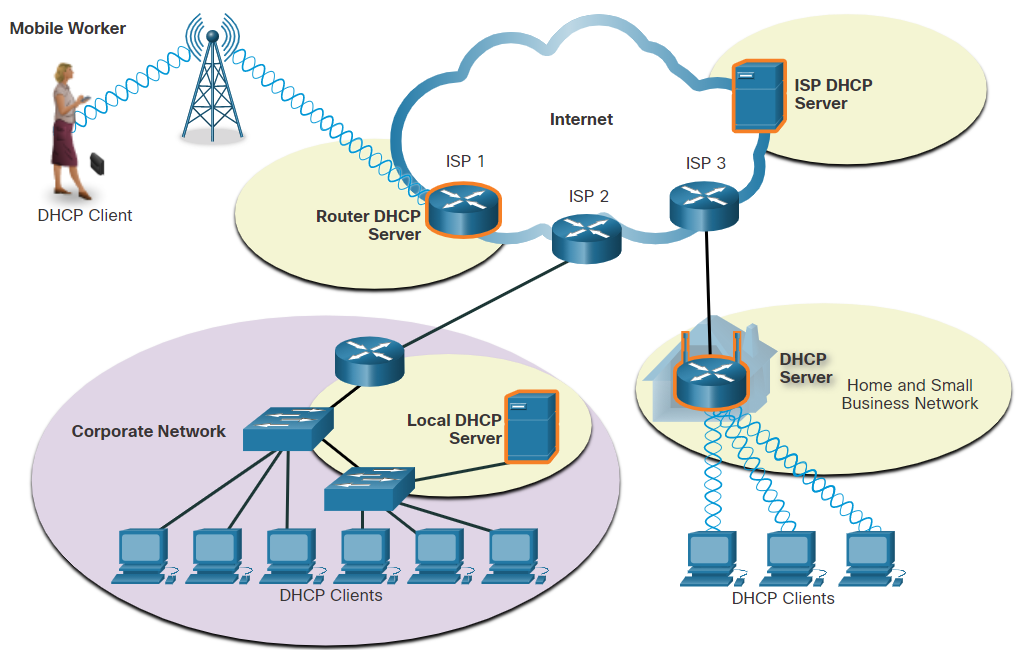 Mobile Worker
DHCP Client
Internet
ISP DHCP
Server
ISP 1
ISP 2
ISP 3
Router DHCP
Server
DHCP
Server
Home and Small
Business Network
Corporate Network
Local DHCP
Server
DHCP Clients
DHCP Clients